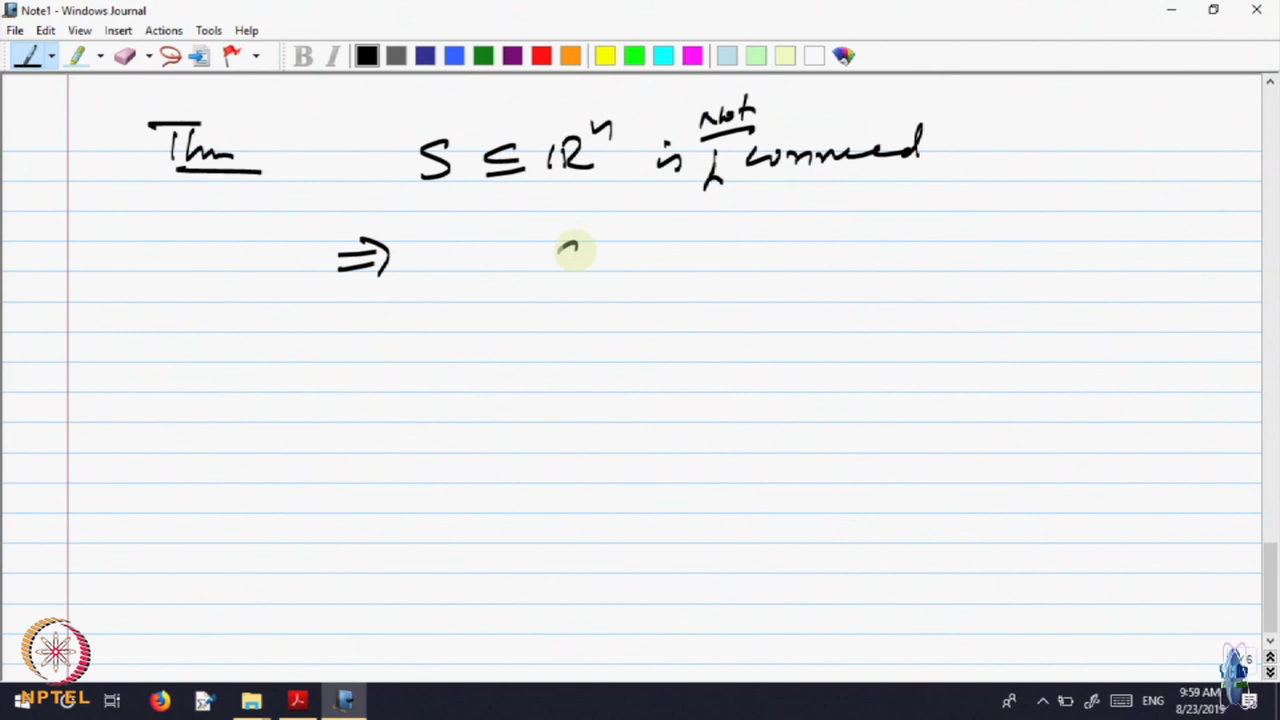 Note1 - Windows Journal
File Edit View Insert Actions Tools Help
B I
Not
Thm S ⊆ ℝⁿ is connected
⇒
6
NPTEL
ENG
9:59 AM
8/23/2019